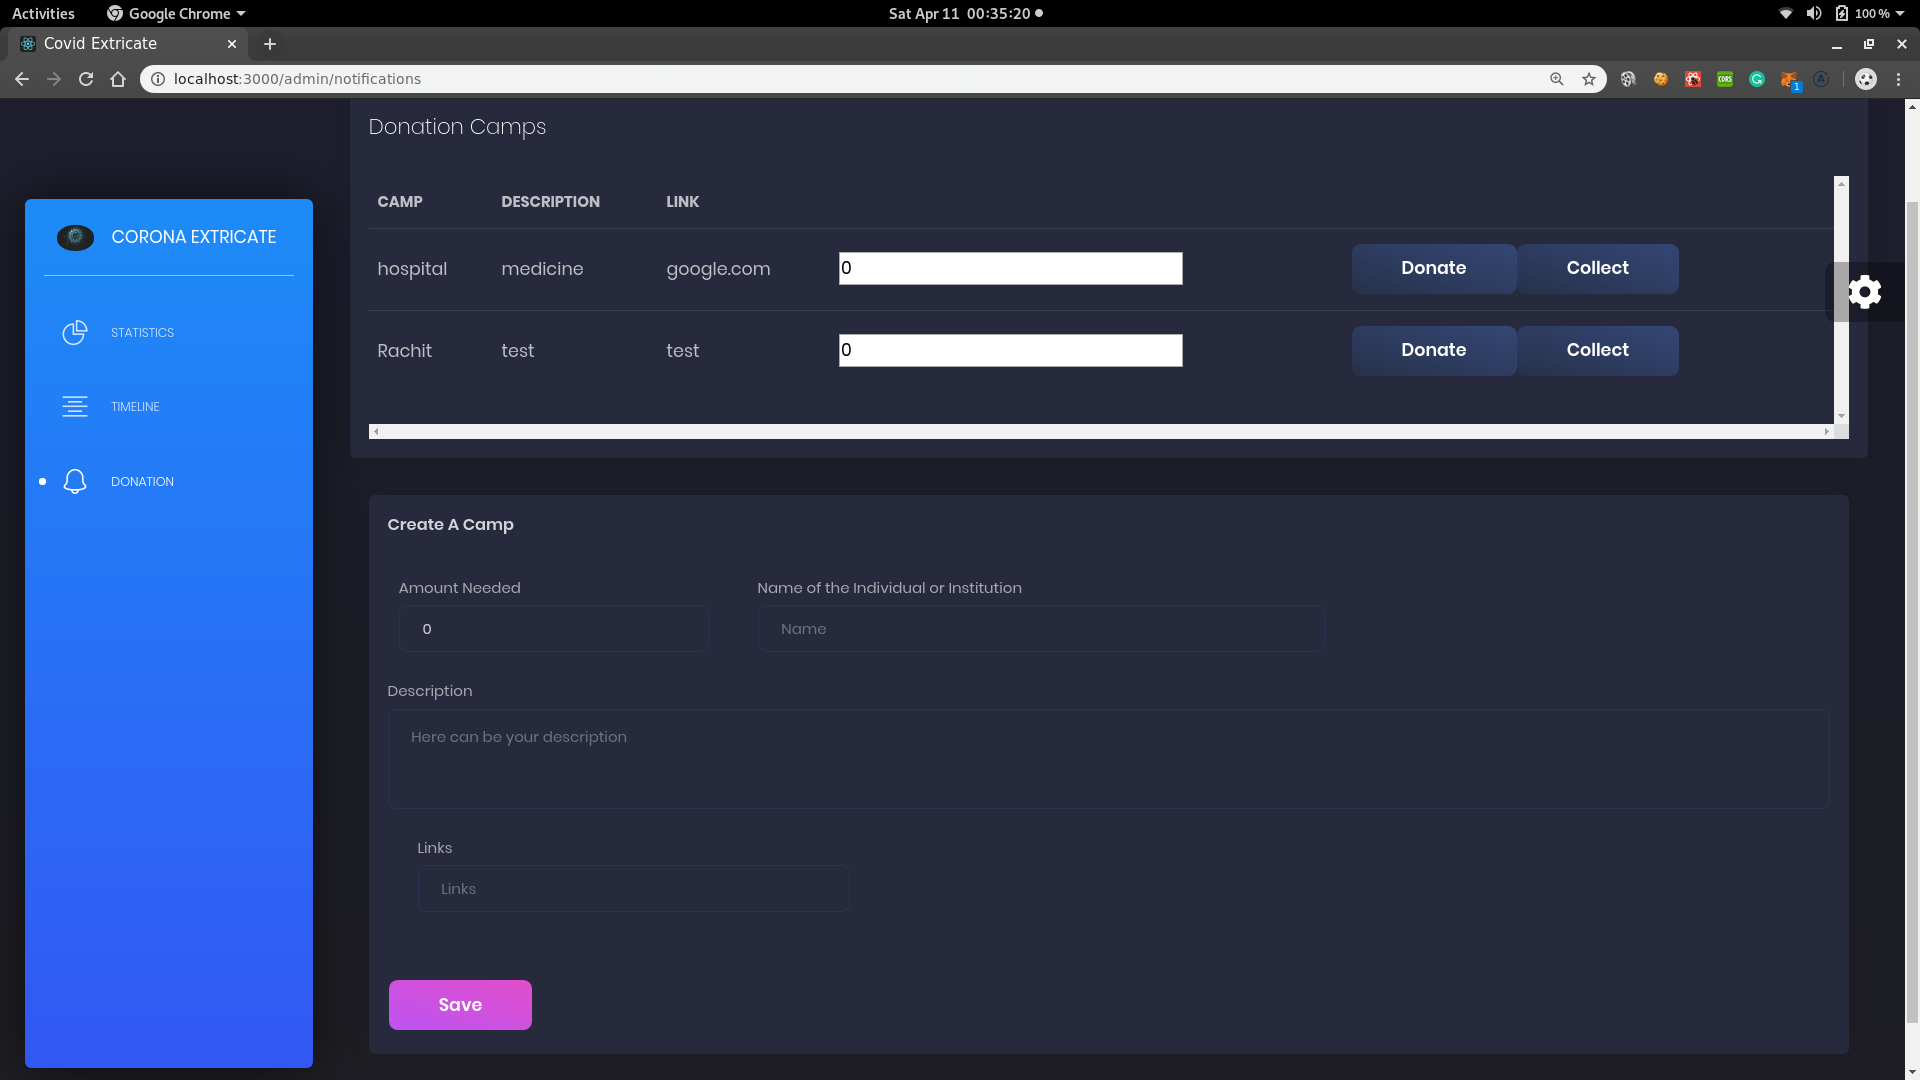 Activities Google Chrome Sat Apr 11 00:35:20 100 %
Covid Extricate
localhost:3000/admin/notifications
CORS
1
Donation Camps
CAMP DESCRIPTION LINK
hospital medicine google.com 0 Donate Collect
Rachit test test 0 Donate Collect
CORONA EXTRICATE
STATISTICS
TIMELINE
DONATION
Create A Camp
Amount Needed Name of the Individual or Institution
0 Name
Description
Here can be your description
Links
Links
Save